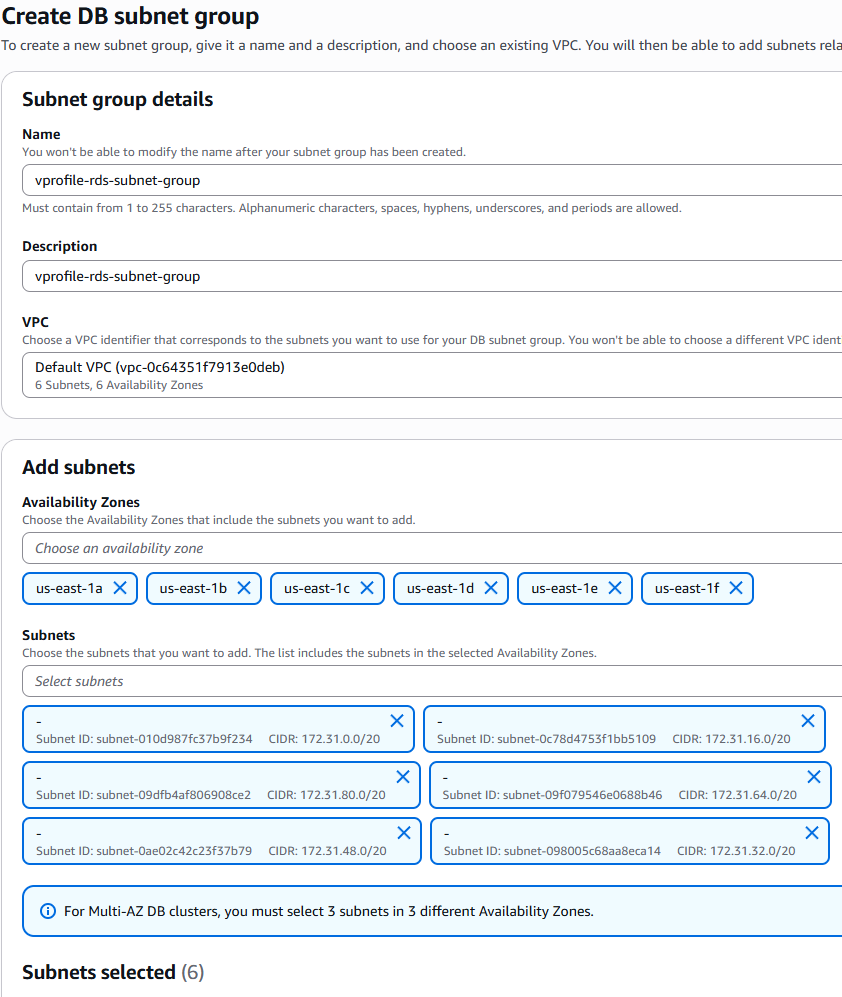 Create DB subnet group
To create a new subnet group, give it a name and a description, and choose an existing VPC. You will then be able to add subnets
Subnet group details
Name
You won't be able to modify the name after your subnet group has been created.
vprofile-rds-subnet-group
Must contain from 1 to 255 characters. Alphanumeric characters, spaces, hyphens, underscores, and periods are allowed.
Description
vprofile-rds-subnet-group
VPC
Choose a VPC identifier that corresponds to the subnets you want to use for your DB subnet group. You won't be able to choose a different VPC
Default VPC (vpc-0c64351f7913e0deb)
6 Subnets, 6 Availability Zones
Add subnets
Availability Zones
Choose the Availability Zones that include the subnets you want to add.
Choose an availability zone
us-east-1a us-east-1b us-east-1c us-east-1d us-east-1e us-east-1f
Subnets
Choose the subnets that you want to add. The list includes the subnets in the selected Availability Zones.
Select subnets
- -
Subnet ID: subnet-010d987fc37b9f234 CIDR: 172.31.0.0/20 Subnet ID: subnet-0c78d4753f1bb5109 CIDR: 172.31.16.0/20
- -
Subnet ID: subnet-09dfb4af806908ce2 CIDR: 172.31.80.0/20 Subnet ID: subnet-09f079546e0688b46 CIDR: 172.31.64.0/20
- -
Subnet ID: subnet-0ae02c42c23f37b79 CIDR: 172.31.48.0/20 Subnet ID: subnet-098005c68aa8eca14 CIDR: 172.31.32.0/20
For Multi-AZ DB clusters, you must select 3 subnets in 3 different Availability Zones.
Subnets selected (6)